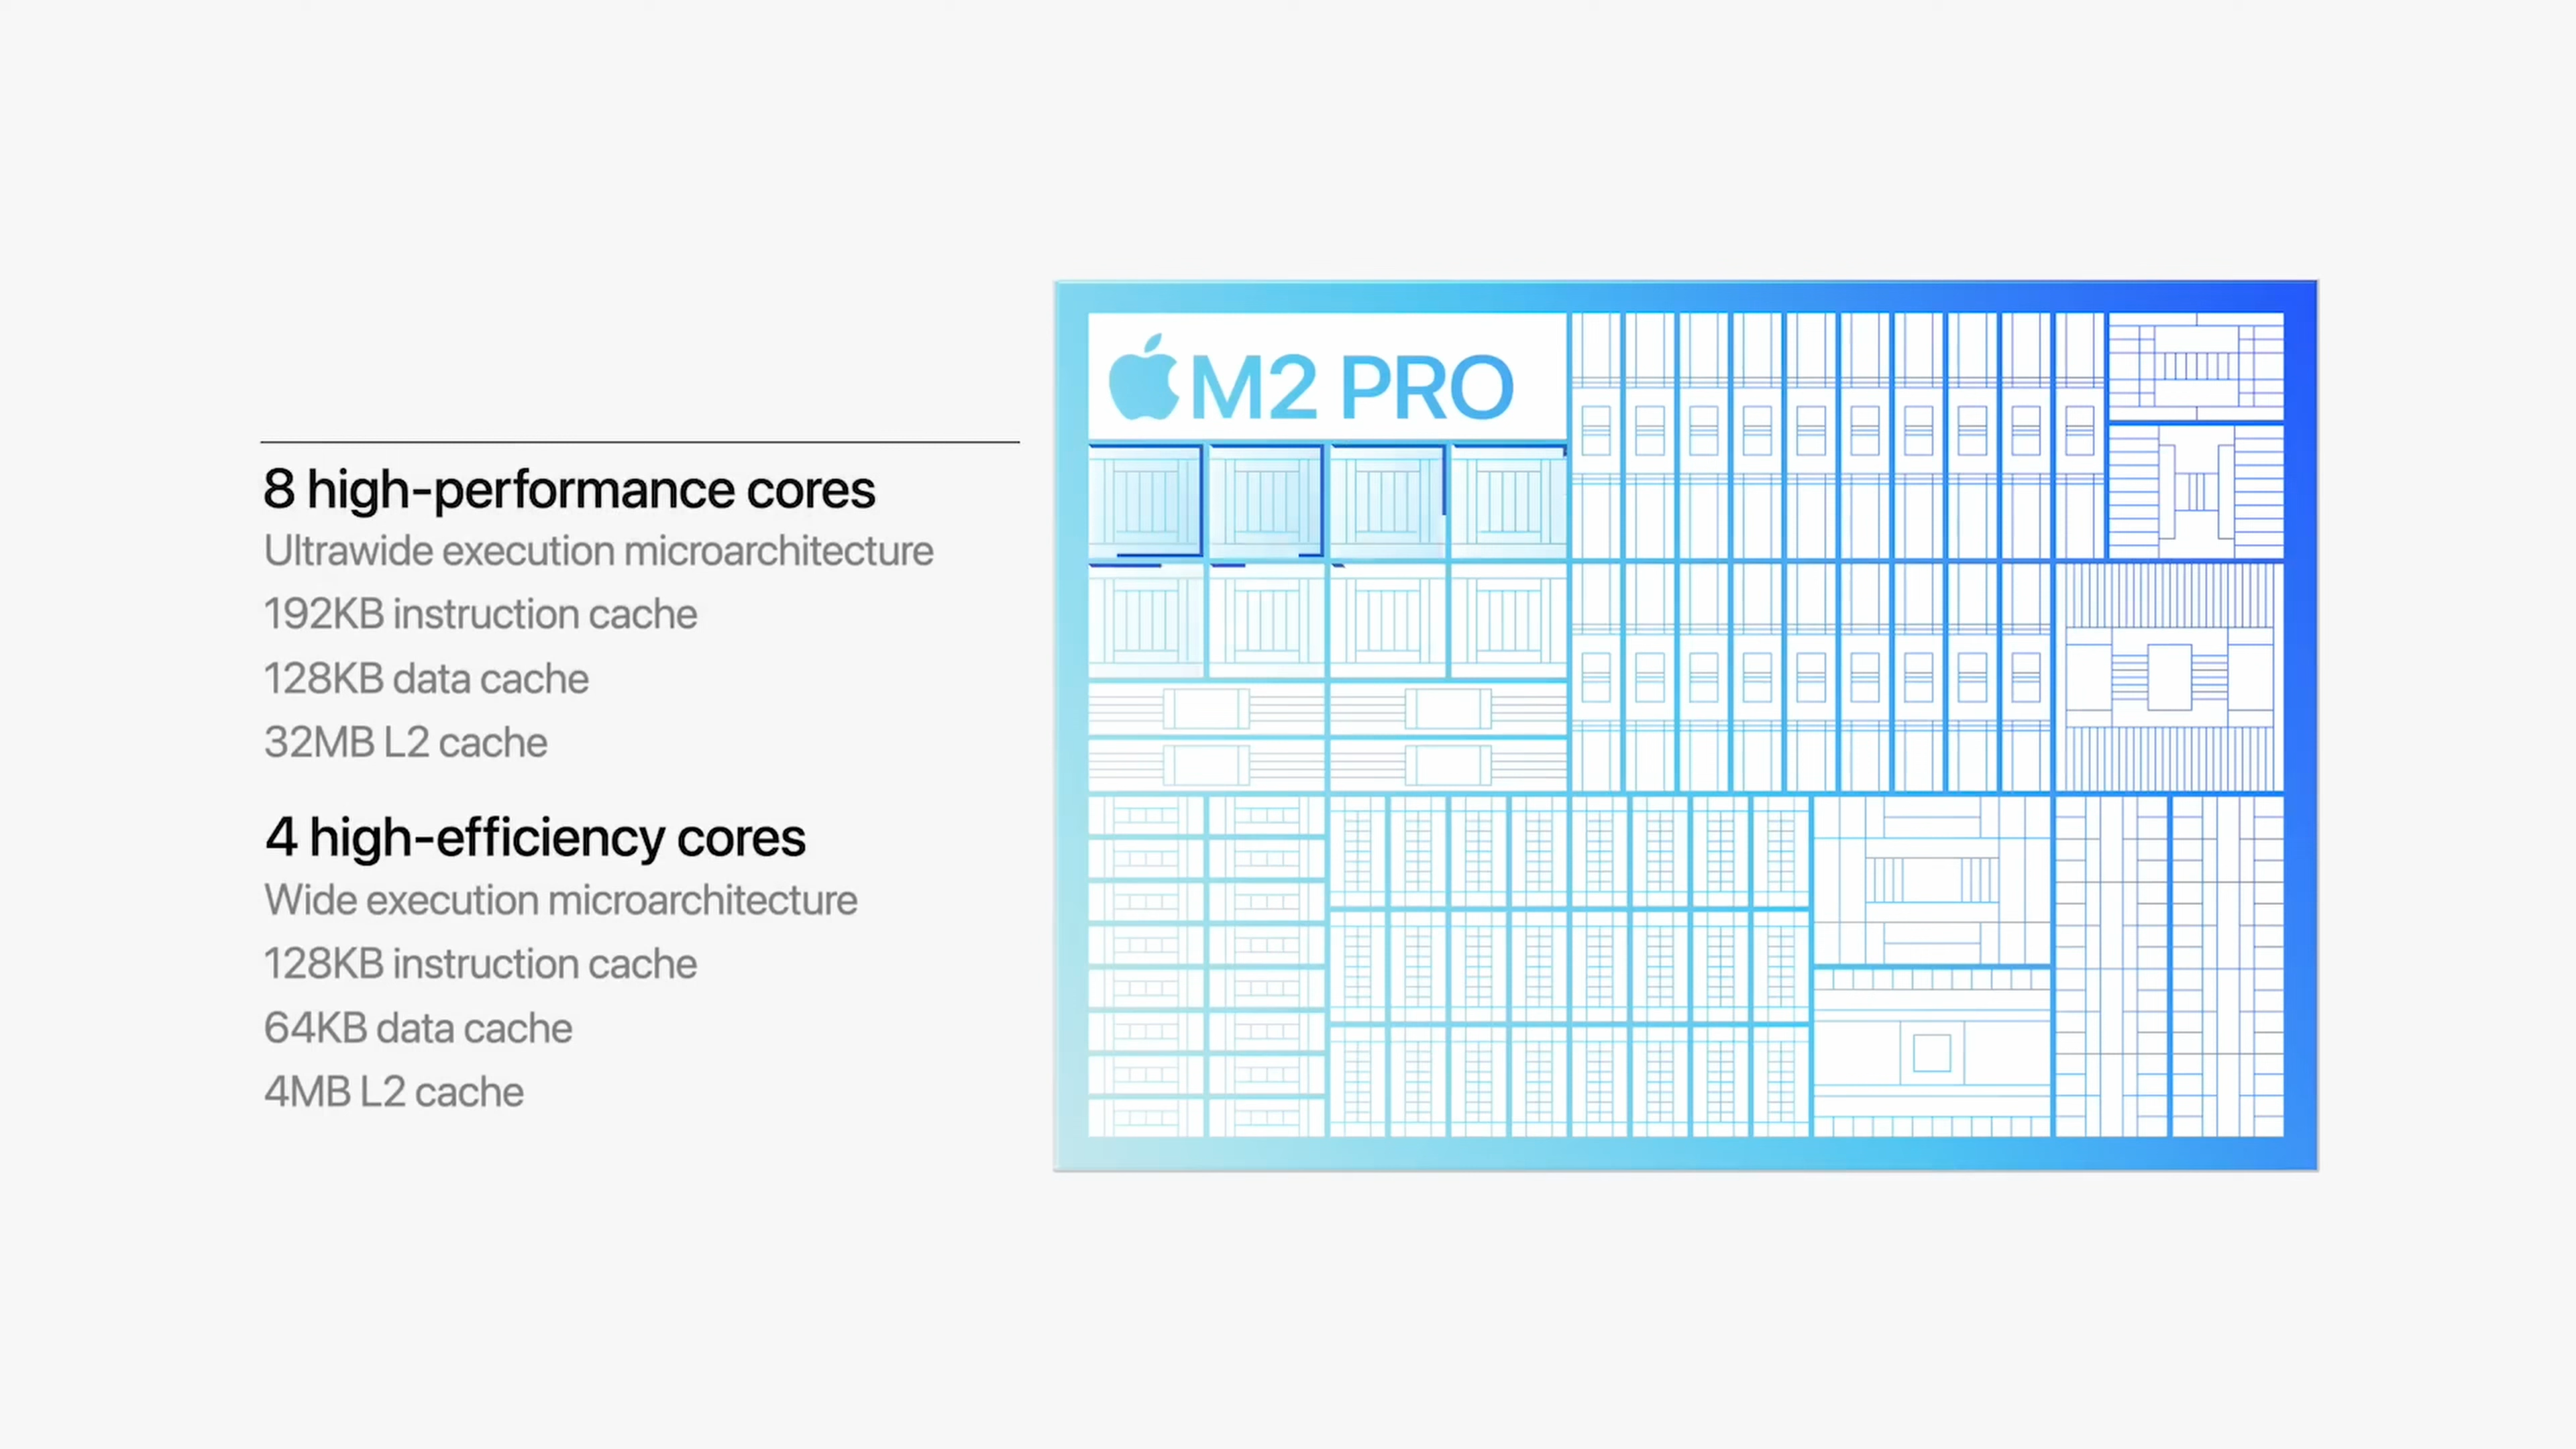 8 high-performance cores
Ultrawide execution microarchitecture
192KB instruction cache
128KB data cache
32MB L2 cache
4 high-efficiency cores
Wide execution microarchitecture
128KB instruction cache
64KB data cache
4MB L2 cache
M2 PRO